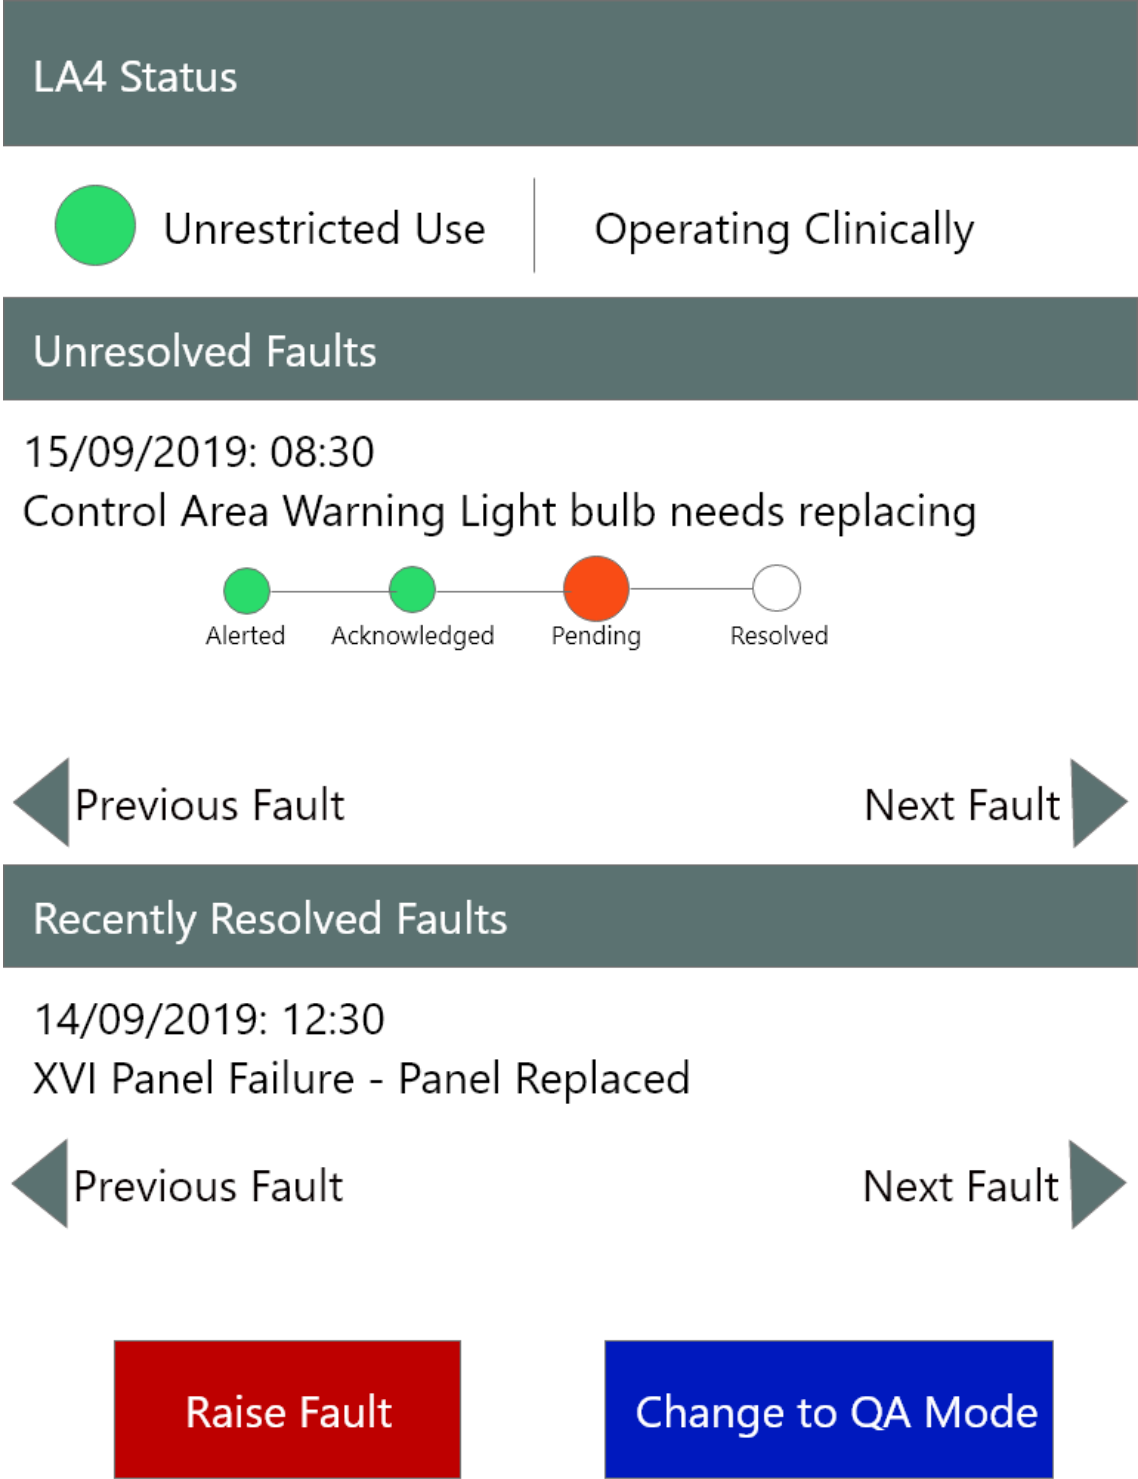 LA4 Status
Unrestricted Use
Operating Clinically
Unresolved Faults
15/09/2019: 08:30
Control Area Warning Light bulb needs replacing
Alerted
Acknowledged
Pending
Resolved
Previous Fault
Next Fault
Recently Resolved Faults
14/09/2019: 12:30
XVI Panel Failure - Panel Replaced
Previous Fault
Next Fault
Raise Fault
Change to QA Mode